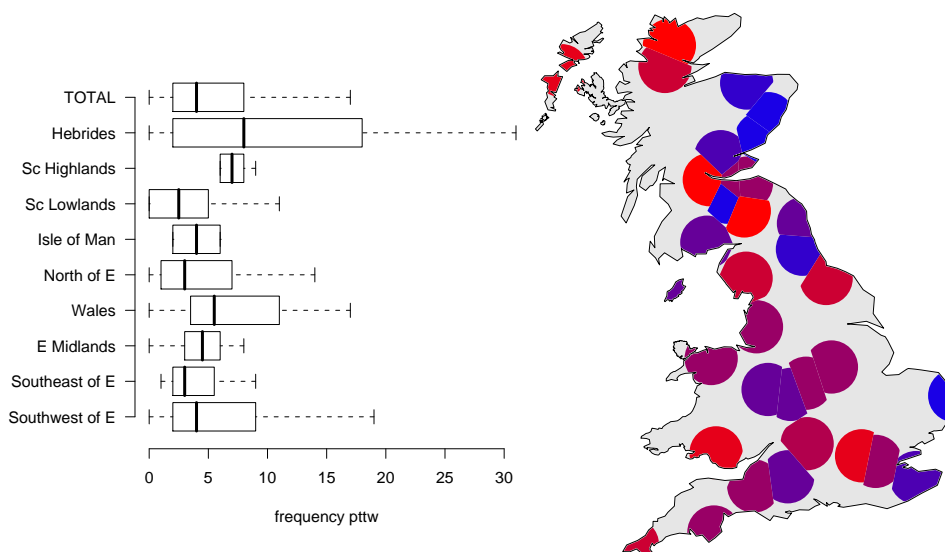 TOTAL
Hebrides
Sc Highlands
Sc Lowlands
Isle of Man
North of E
Wales
E Midlands
Southeast of E
Southwest of E
0 5 10 15 20 25 30
frequency pttw